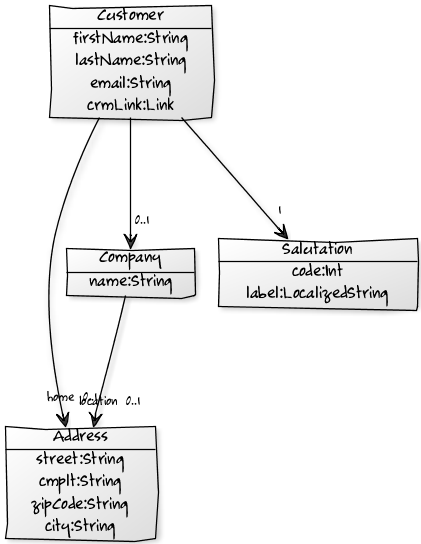 Customer
firstName:String
lastName:String
email:String
crmLink:Link
0..1
1
Company
name:String
Salutation
code:Int
label:LocalizedString
home
location 0..1
Address
street:String
cmplt:String
zipCode:String
city:String